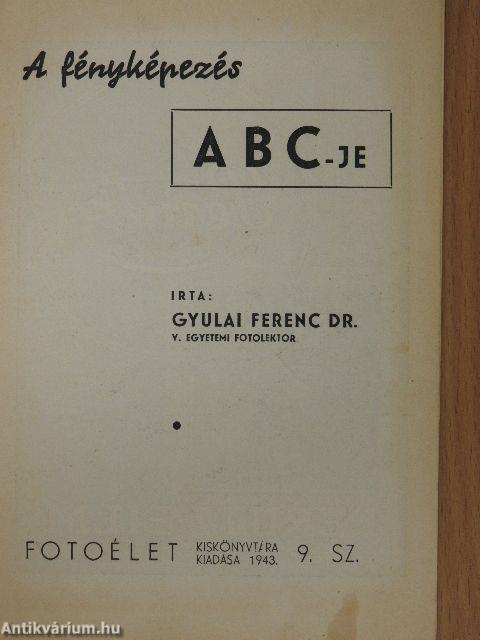 A fényképezés
ABC-JE
IRTA:
GYULAI FERENC DR.
V. EGYETEMI FOTOLEKTOR
FOTOÉLET KISKÖNYVTÁRA KIADÁSA 1943. 9. SZ.
Antikvárium.hu